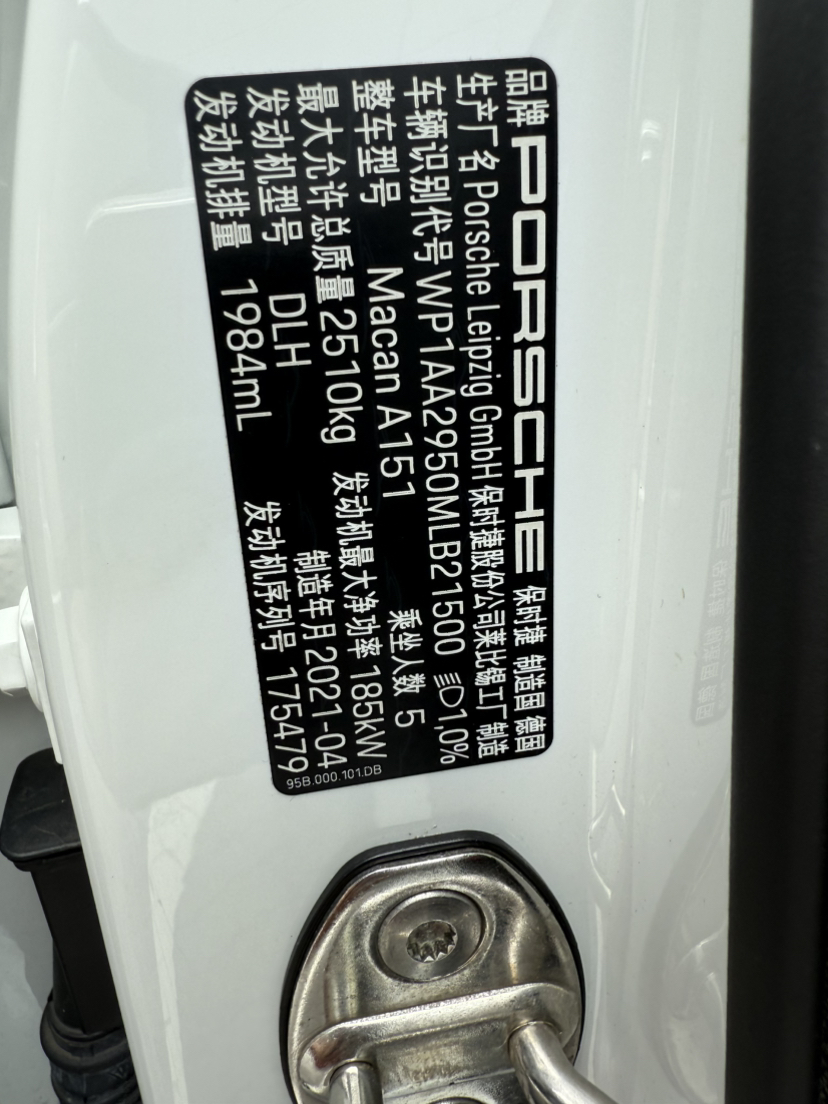 品牌 PORSCHE 保时捷 制造国 德国
生产厂名 Porsche Leipzig GmbH 保时捷股份公司莱比锡工厂 制造
车辆识别代号 WP1AA2950MLB21500 1,0%
整车型号 Macan A151 乘坐人数 5
最大允许总质量 2510kg 发动机最大净功率 185kW
发动机型号 DLH 制造年月 2021-04
发动机排量 1984mL 发动机序列号 175479
95B.000.101.DB